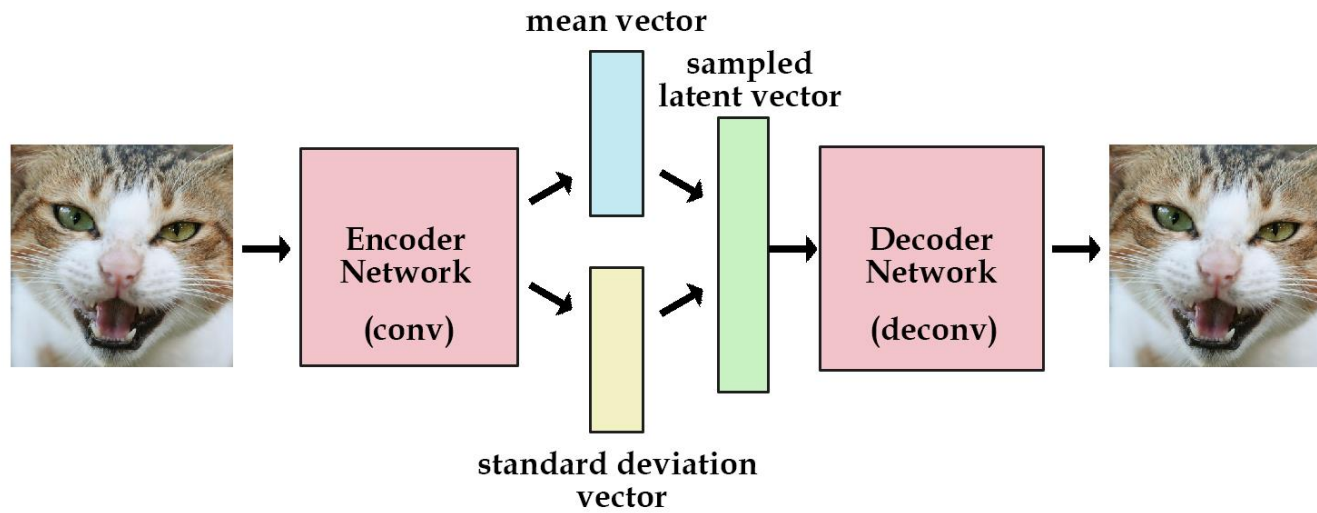 mean vector
sampled
latent vector
Encoder
Network
(conv)
Decoder
Network
(deconv)
standard deviation
vector